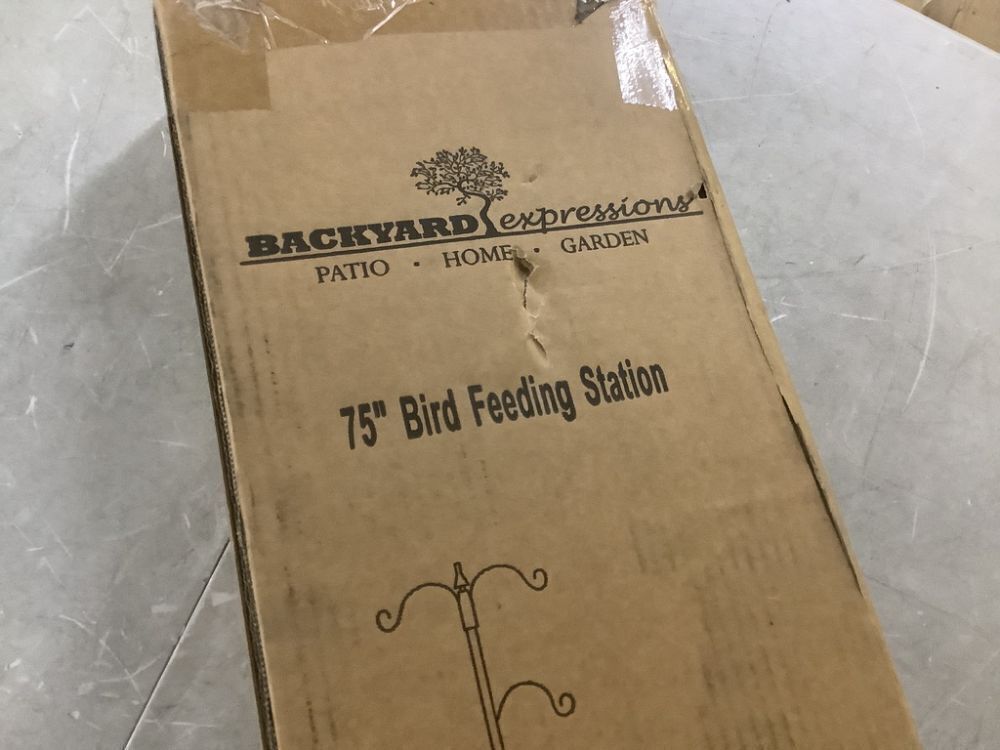 BACKYARD expressions
PATIO · HOME · GARDEN
75" Bird Feeding Station